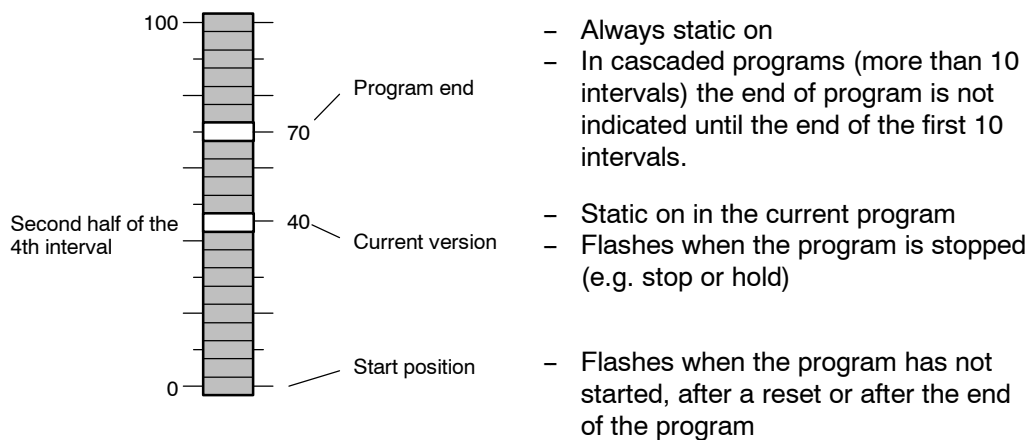 100
Program end
70
Second half of the
4th interval
40
Current version
Start position
0
– Always static on
– In cascaded programs (more than 10
intervals) the end of program is not
indicated until the end of the first 10
intervals.
– Static on in the current program
– Flashes when the program is stopped
(e.g. stop or hold)
– Flashes when the program has not
started, after a reset or after the end
of the program